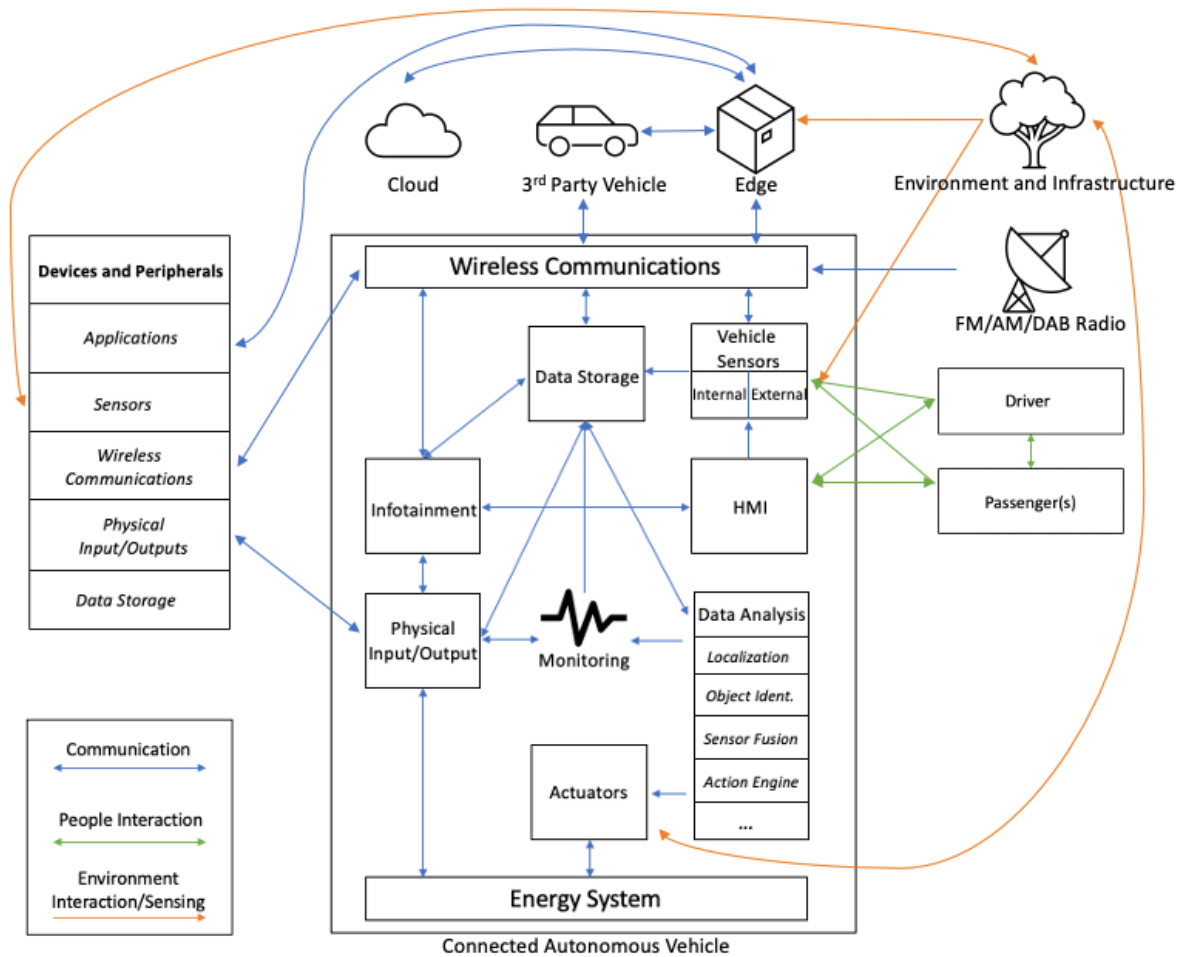 Cloud
3rd Party Vehicle
Edge
Environment and Infrastructure
Devices and Peripherals
Applications
Sensors
Wireless
Communications
Physical
Input/Outputs
Data Storage
Wireless Communications
FM/AM/DAB Radio
Data Storage
Vehicle
Sensors
Internal
External
Driver
Passenger(s)
Infotainment
HMI
Physical
Input/Output
Monitoring
Data Analysis
Localization
Object Ident.
Sensor Fusion
Action Engine
...
Actuators
Energy System
Connected Autonomous Vehicle
Communication
People Interaction
Environment
Interaction/Sensing